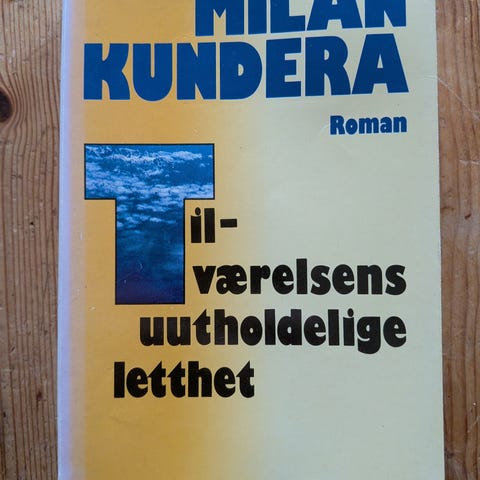 MILAN
KUNDERA
Roman
Til-
værelsens
uutholdelige
letthet